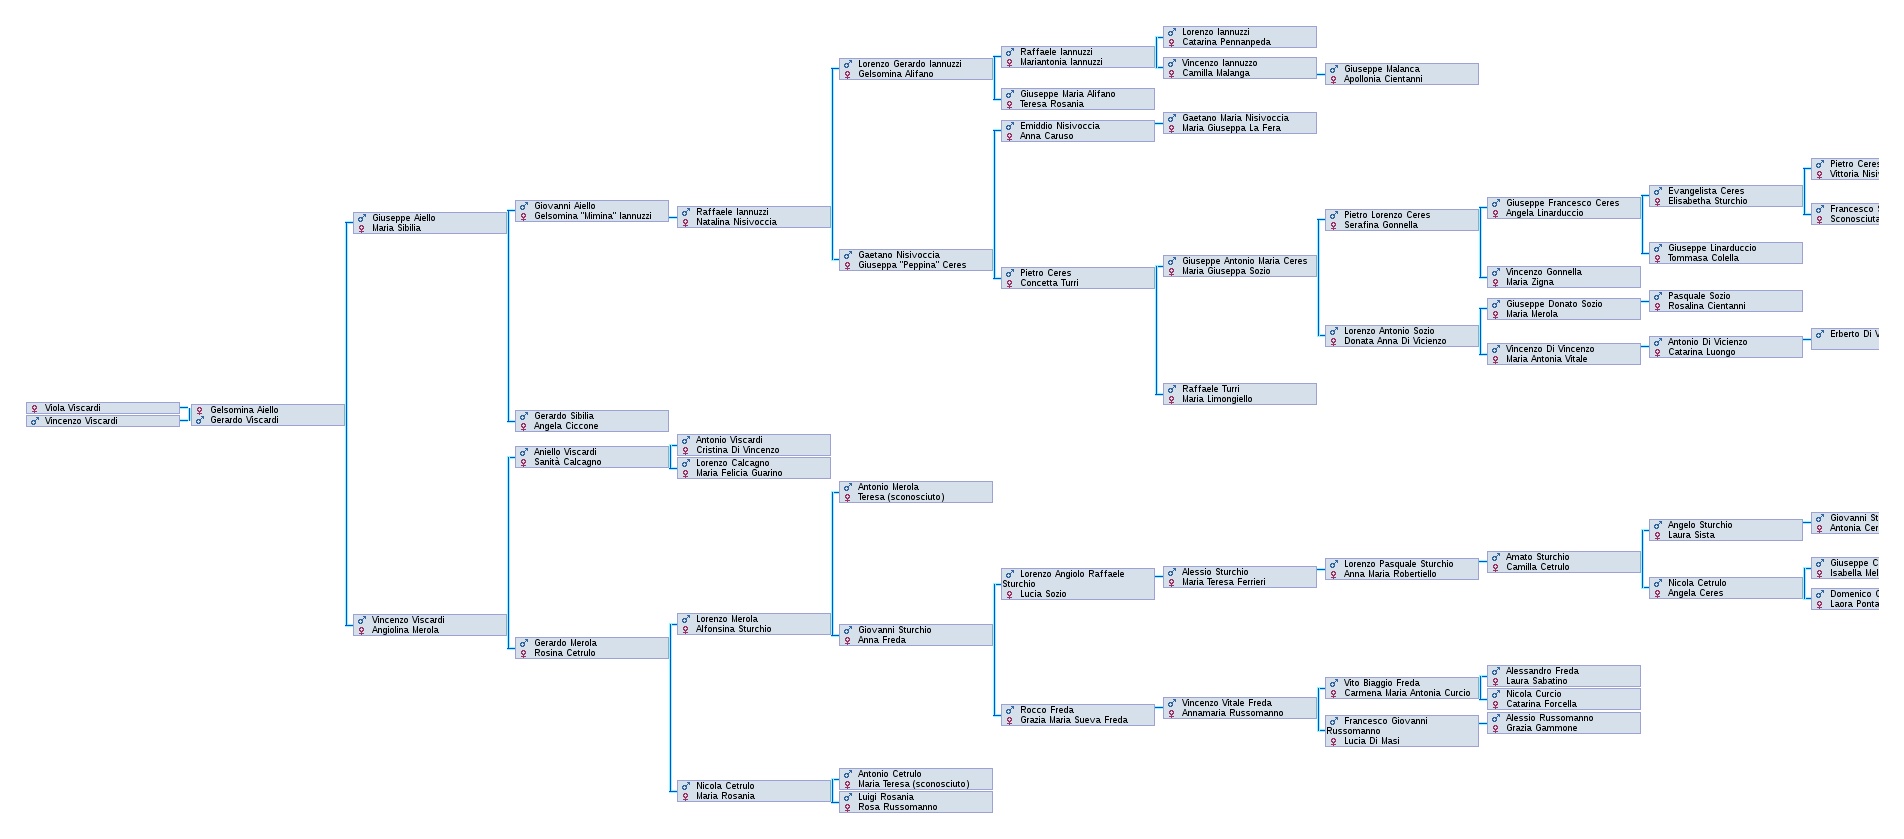 Viola Viscardi
Vincenzo Viscardi
Gelsomina Aiello
Gerardo Viscardi
Giuseppe Aiello
Maria Sibilia
Vincenzo Viscardi
Angiolina Merola
Giovanni Aiello
Gelsomina "Mimina" Iannuzzi
Gerardo Sibilia
Angela Ciccone
Aniello Viscardi
Sanità Calcagno
Gerardo Merola
Rosina Cetrulo
Raffaele Iannuzzi
Natalina Nisivoccia
Antonio Viscardi
Cristina Di Vincenzo
Lorenzo Calcagno
Maria Felicia Guarino
Lorenzo Merola
Alfonsina Sturchio
Nicola Cetrulo
Maria Rosania
Lorenzo Gerardo Iannuzzi
Gelsomina Alifano
Gaetano Nisivoccia
Giuseppa "Peppina" Ceres
Antonio Merola
Teresa (sconosciuto)
Giovanni Sturchio
Anna Freda
Antonio Cetrulo
Maria Teresa (sconosciuto)
Luigi Rosania
Rosa Russomanno
Raffaele Iannuzzi
Mariantonia Iannuzzi
Giuseppe Maria Alifano
Teresa Rosania
Emiddio Nisivoccia
Anna Caruso
Pietro Ceres
Concetta Turri
Lorenzo Angiolo Raffaele
Sturchio
Lucia Sozio
Rocco Freda
Grazia Maria Sueva Freda
Lorenzo Iannuzzi
Catarina Pennanpeda
Vincenzo Iannuzzo
Camilla Malanga
Gaetano Maria Nisivoccia
Maria Giuseppa La Fera
Giuseppe Antonio Maria Ceres
Maria Giuseppa Sozio
Raffaele Turri
Maria Limongiello
Alessio Sturchio
Maria Teresa Ferrieri
Vincenzo Vitale Freda
Annamaria Russomanno
Giuseppe Malanca
Apollonia Cientanni
Pietro Lorenzo Ceres
Serafina Gonnella
Lorenzo Antonio Sozio
Donata Anna Di Vicienzo
Lorenzo Pasquale Sturchio
Anna Maria Robertiello
Vito Biaggio Freda
Carmena Maria Antonia Curcio
Francesco Giovanni
Russomanno
Lucia Di Masi
Giuseppe Francesco Ceres
Angela Linarduccio
Vincenzo Gonnella
Maria Zigna
Giuseppe Donato Sozio
Maria Merola
Vincenzo Di Vincenzo
Maria Antonia Vitale
Amato Sturchio
Camilla Cetrulo
Alessandro Freda
Laura Sabatino
Nicola Curcio
Catarina Forcella
Alessio Russomanno
Grazia Gammone
Evangelista Ceres
Elisabetha Sturchio
Giuseppe Linarduccio
Tommasa Colella
Pasquale Sozio
Rosalina Cientanni
Antonio Di Vicienzo
Catarina Luongo
Angelo Sturchio
Laura Sista
Nicola Cetrulo
Angela Ceres
Pietro Ceres
Vittoria Nisi
Francesco
Sconosciuta
Erberto Di V
Giovanni St
Antonia Cer
Giuseppe C
Isabella Mel
Domenico
Laora Ponta